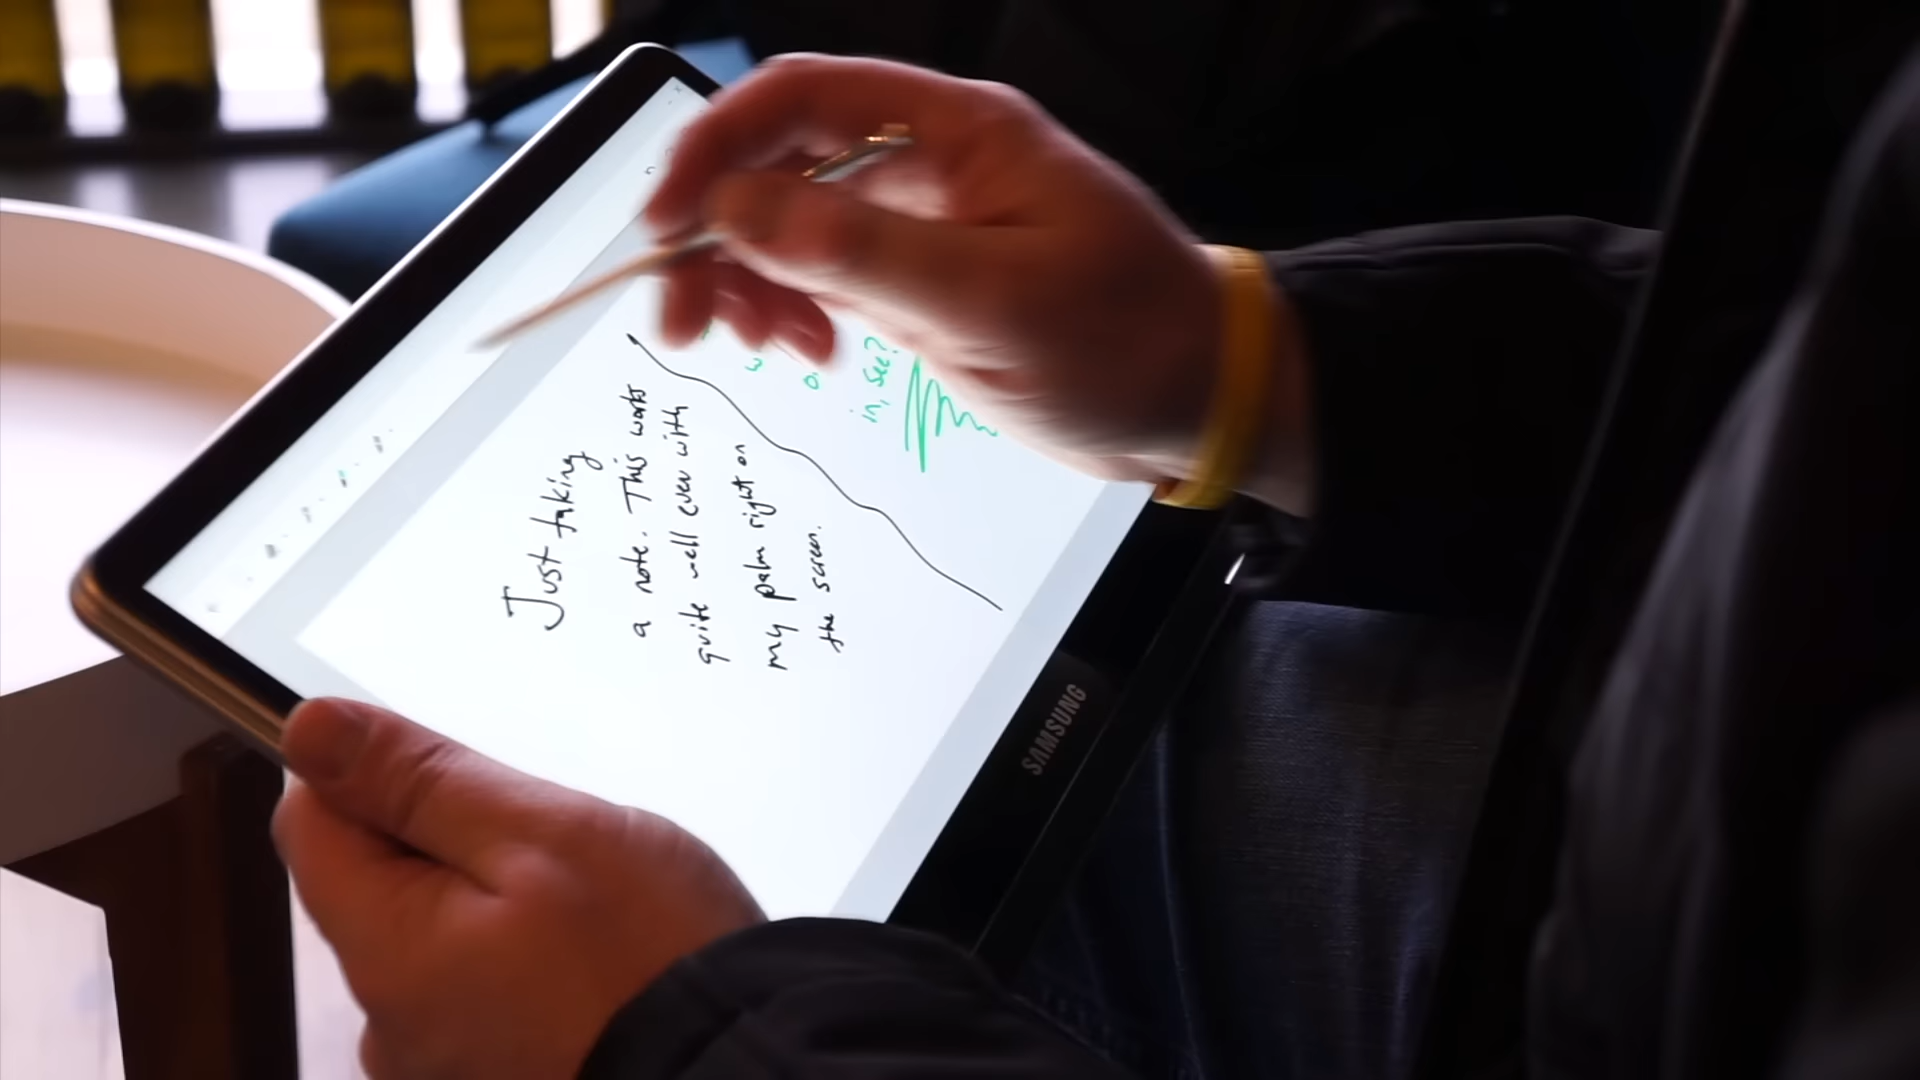 Just taking
a note. This works
quite well even with
my palm right on
the screen.
in, see?
SAMSUNG